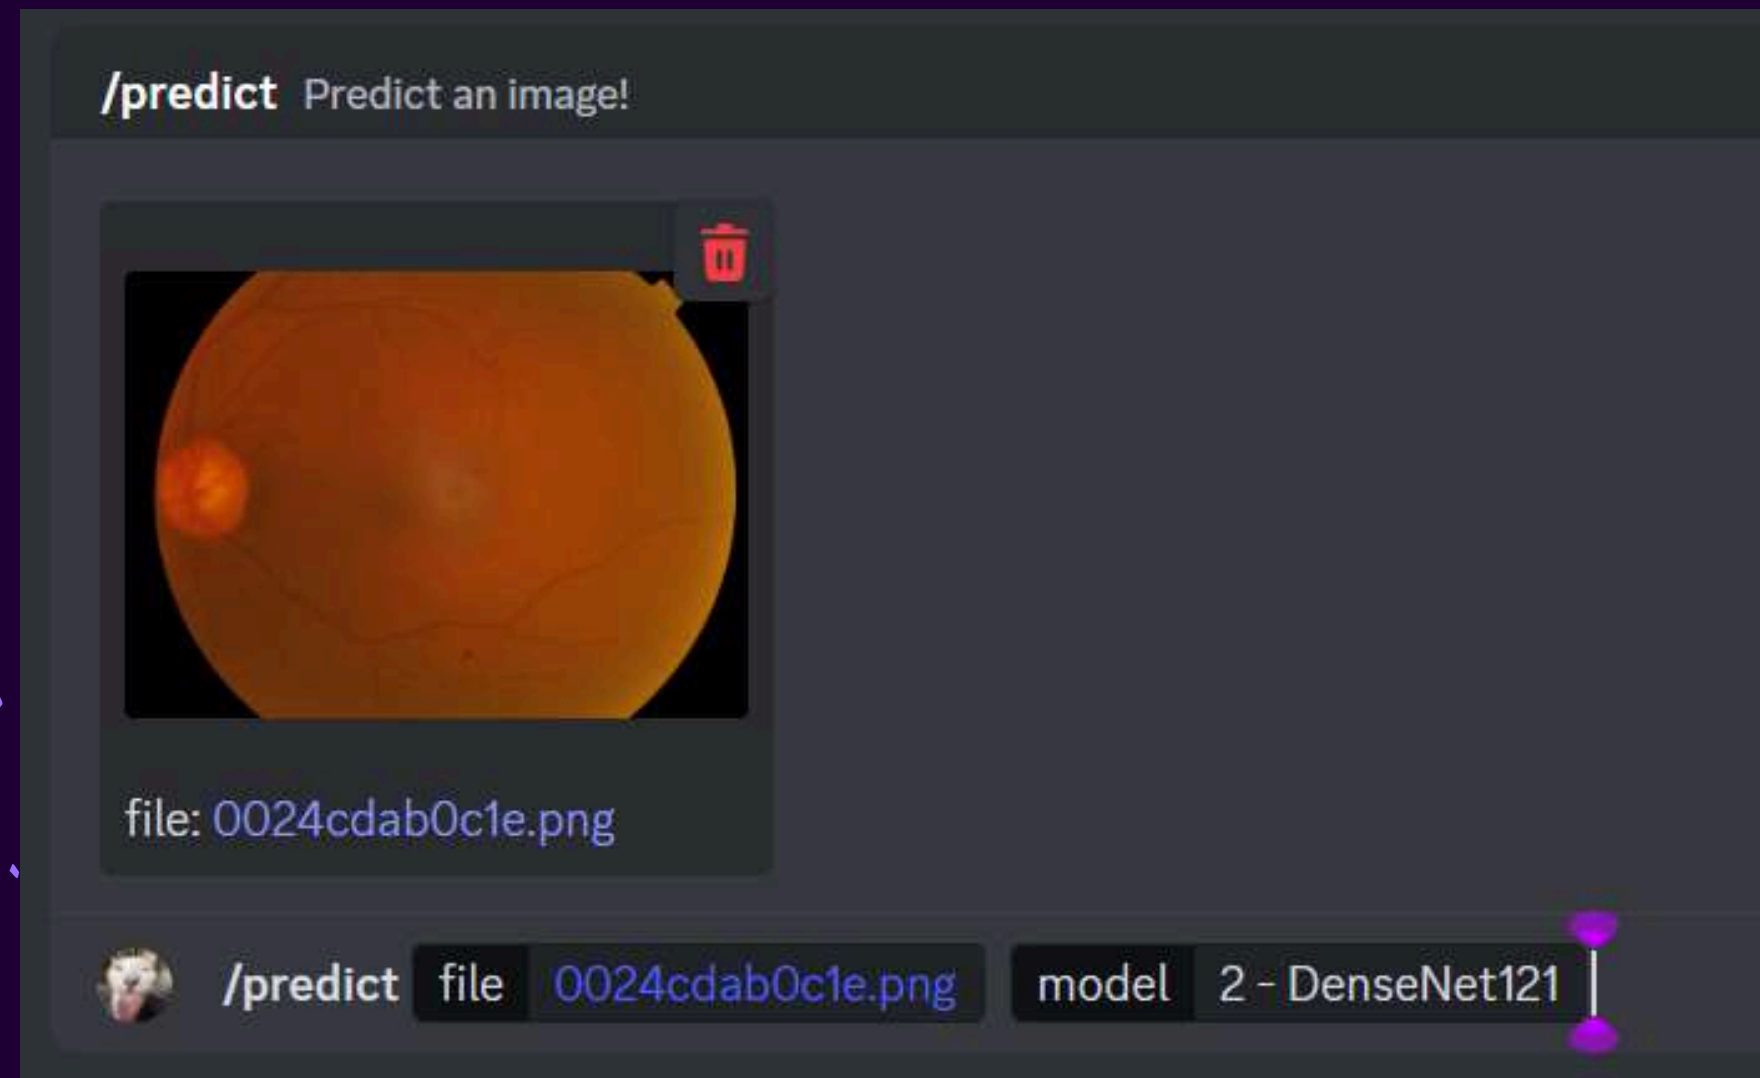 /predict Predict an image!
file: 0024cdab0c1e.png
/predict file 0024cdab0c1e.png model 2 - DenseNet121